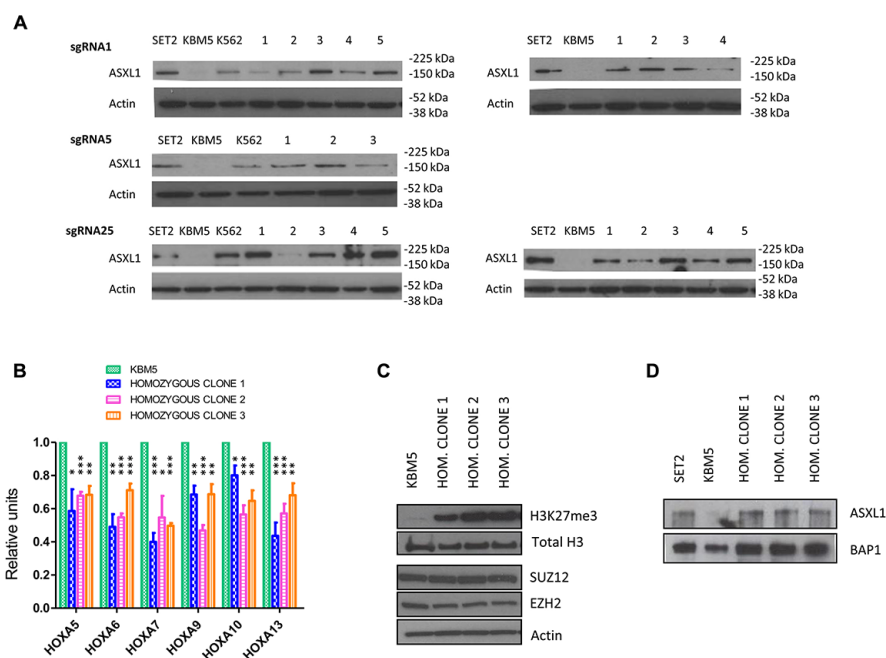 A
sgRNA1
SET2 KBM5 K562 1 2 3 4 5
ASXL1
-225 kDa
-150 kDa
Actin
-52 kDa
-38 kDa
SET2 KBM5 1 2 3 4
ASXL1
-225 kDa
-150 kDa
Actin
-52 kDa
-38 kDa
sgRNA5
SET2 KBM5 K562 1 2 3
ASXL1
-225 kDa
-150 kDa
Actin
-52 kDa
-38 kDa
sgRNA25
SET2 KBM5 K562 1 2 3 4 5
ASXL1
-225 kDa
-150 kDa
Actin
-52 kDa
-38 kDa
SET2 KBM5 1 2 3 4 5
ASXL1
-225 kDa
-150 kDa
Actin
-52 kDa
-38 kDa
B
KBM5
HOMOZYGOUS CLONE 1
HOMOZYGOUS CLONE 2
HOMOZYGOUS CLONE 3
Relative units
1.0
0.8
0.6
0.4
0.2
0.0
* *** **
** *** ***
*** ***
** *** **
* *** **
*** *** **
HOXA5 HOXA6 HOXA7 HOXA9 HOXA10 HOXA13
C
KBM5
HOM. CLONE 1
HOM. CLONE 2
HOM. CLONE 3
H3K27me3
Total H3
SUZ12
EZH2
Actin
D
SET2
KBM5
HOM. CLONE 1
HOM. CLONE 2
HOM. CLONE 3
ASXL1
BAP1